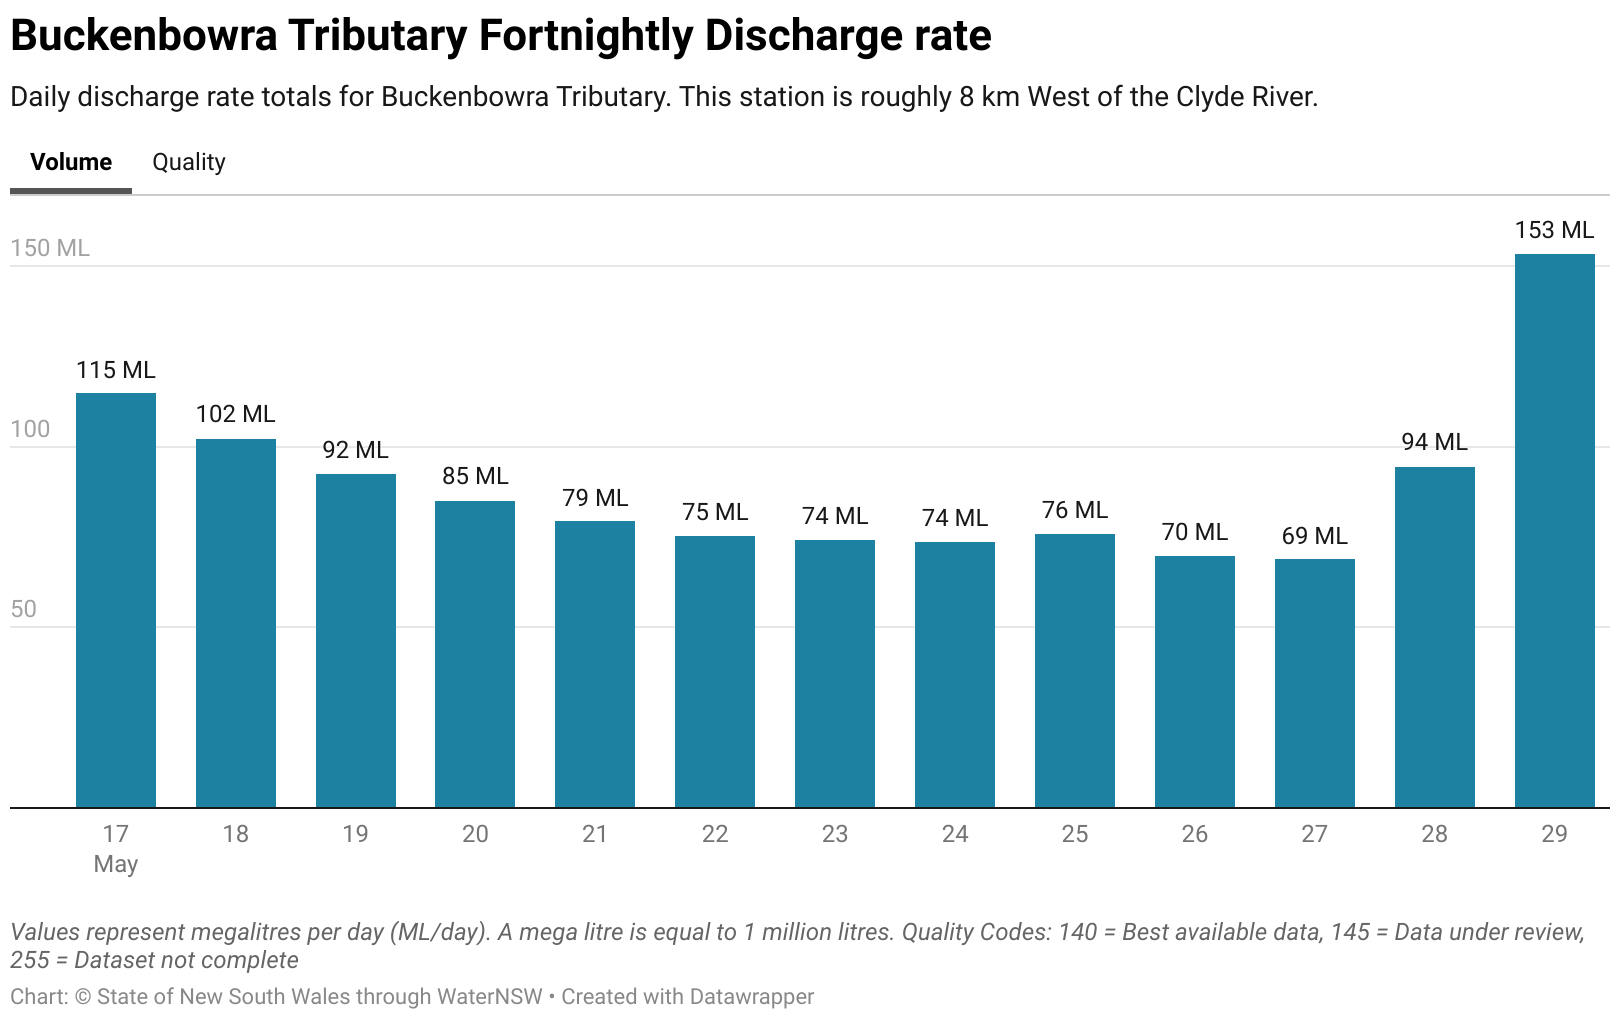 Buckenbowra Tributary Fortnightly Discharge rate
Daily discharge rate totals for Buckenbowra Tributary. This station is roughly 8 km West of the Clyde River.
Volume Quality
153 ML
150 ML
115 ML
102 ML
100
92 ML
94 ML
85 ML
79 ML
75 ML
74 ML
74 ML
76 ML
70 ML
69 ML
50
17 18 19 20 21 22 23 24 25 26 27 28 29
May
Values represent megalitres per day (ML/day). A mega litre is equal to 1 million litres. Quality Codes: 140 = Best available data, 145 = Data under review,
255 = Dataset not complete
Chart: © State of New South Wales through WaterNSW • Created with Datawrapper